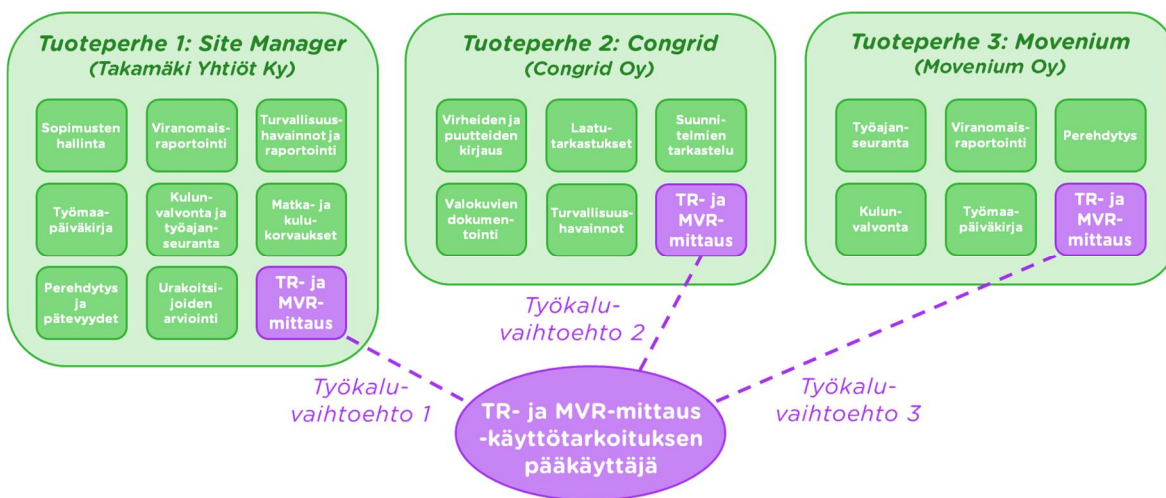 Tuoteperhe 1: Site Manager
(Takamäki Yhtiöt Ky)
Sopimusten
hallinta
Viranomais-
raportointi
Turvallisuus-
havainnot ja
raportointi
Työmaa-
päiväkirja
Kulun-
valvonta ja
työajan-
seuranta
Matka- ja
kulu-
korvaukset
Perehdytys
ja
pätevyydet
Urakoitsi-
joiden
arviointi
TR- ja
MVR-
mittaus
Tuoteperhe 2: Congrid
(Congrid Oy)
Virheiden ja
puutteiden
kirjaus
Laatu-
tarkastukset
Suunni-
telmien
tarkastelu
Valokuvien
dokumen-
tointi
Turvallisuus-
havainnot
TR- ja
MVR-
mittaus
Tuoteperhe 3: Movenium
(Movenium Oy)
Työajan-
seuranta
Viranomais-
raportointi
Perehdytys
Kulun-
valvonta
Työmaa-
päiväkirja
TR- ja
MVR-
mittaus
Työkalu-
vaihtoehto 1
Työkalu-
vaihtoehto 2
Työkalu-
vaihtoehto 3
TR- ja MVR-mittaus
-käyttötarkoituksen
pääkäyttäjä